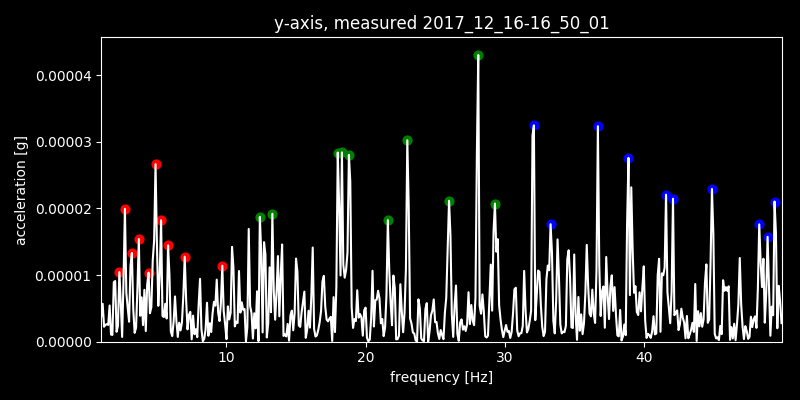 y-axis, measured 2017_12_16-16_50_01
acceleration [g]
0.00004
0.00003
0.00002
0.00001
0.00000
10 20 30 40
frequency [Hz]